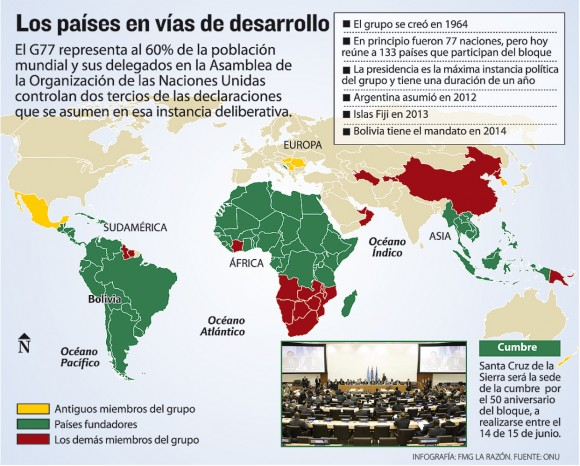 Los países en vías de desarrollo
El G77 representa al 60% de la población
mundial y sus delegados en la Asamblea de
la Organización de las Naciones Unidas
controlan dos tercios de las declaraciones
que se asumen en esa instancia deliberativa.
El grupo se creó en 1964
En principio fueron 77 naciones, pero hoy
reúne a 133 países que participan del bloque
La presidencia es la máxima instancia política
del grupo y tiene una duración de un año
Argentina asumió en 2012
Islas Fiji en 2013
Bolivia tiene el mandato en 2014
EUROPA
SUDAMÉRICA
ÁFRICA
ASIA
Océano
Índico
Bolivia
Océano
Atlántico
Océano
Pacífico
N
Cumbre
Santa Cruz de la
Sierra será la sede
de la cumbre por
el 50 aniversario
del bloque, a
realizarse entre el
14 de 15 de junio.
Antiguos miembros del grupo
Países fundadores
Los demás miembros del grupo
INFOGRAFÍA: FMG LA RAZÓN. FUENTE: ONU